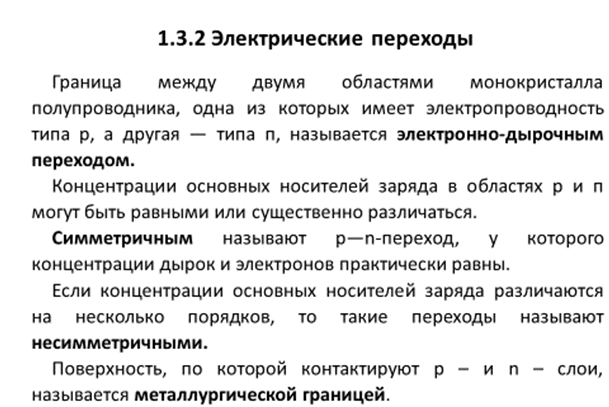 1.3.2 Электрические переходы
Граница между двумя областями монокристалла
полупроводника, одна из которых имеет электропроводность
типа p, а другая — типа п, называется электронно-дырочным
переходом.
Концентрации основных носителей заряда в областях р и п
могут быть равными или существенно различаться.
Симметричным называют p—n-переход, у которого
концентрации дырок и электронов практически равны.
Если концентрации основных носителей заряда различаются
на несколько порядков, то такие переходы называют
несимметричными.
Поверхность, по которой контактируют p – и n – слои,
называется металлургической границей.